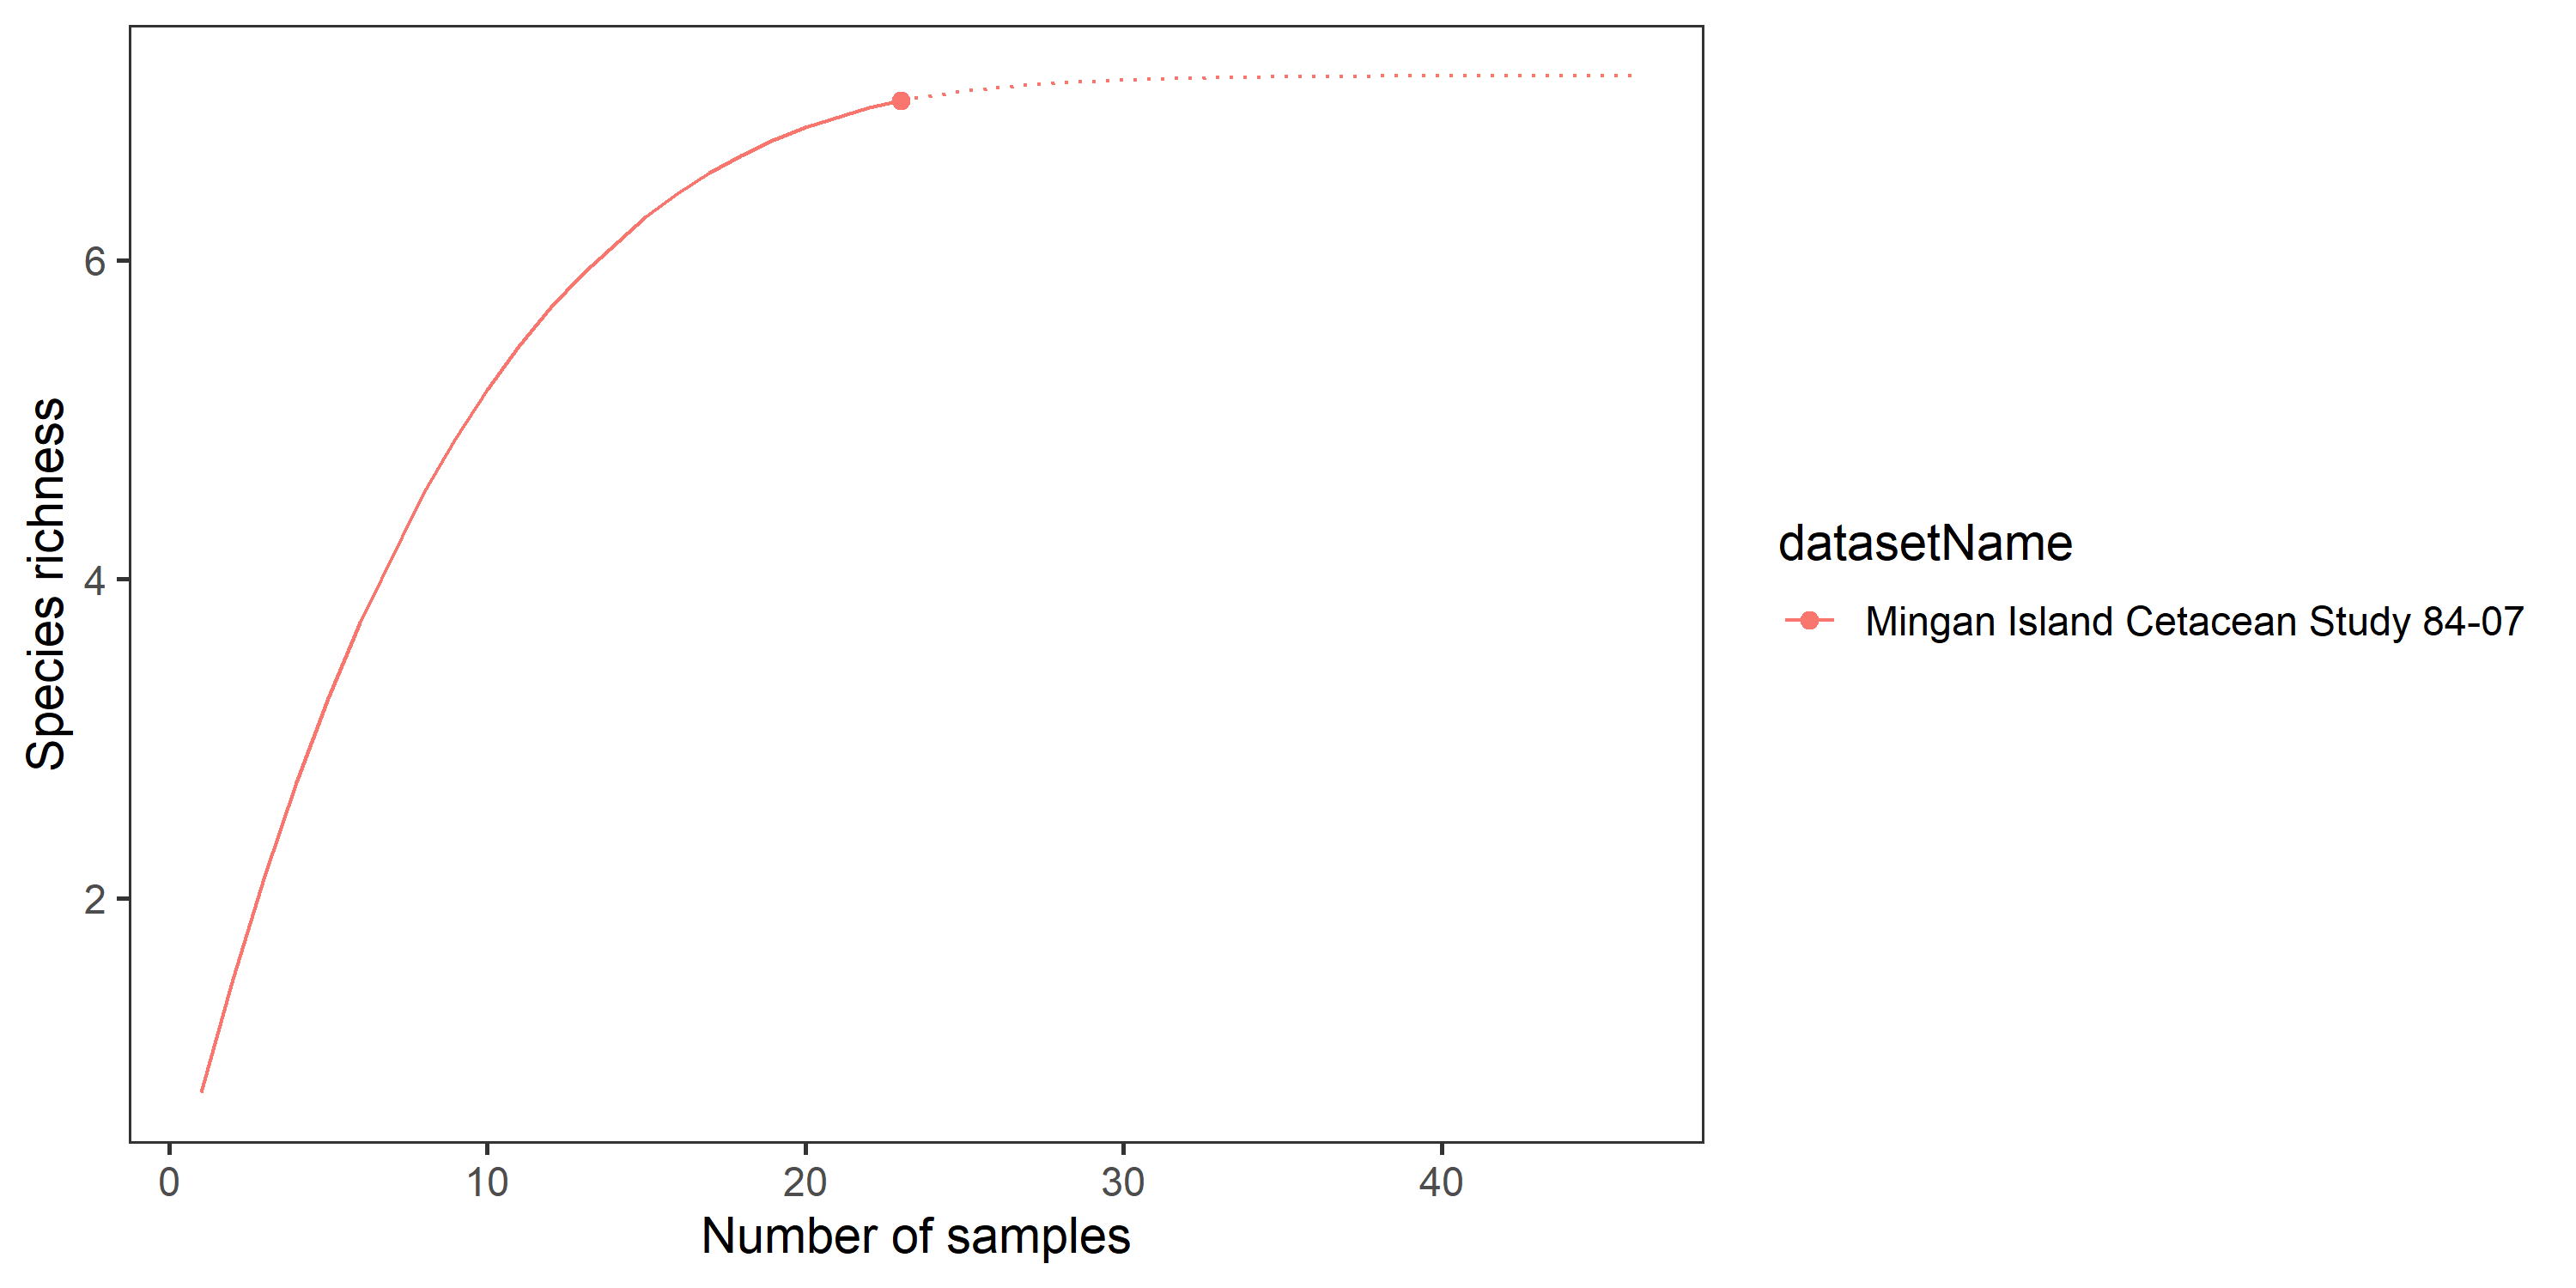 Species richness
6
4
2
0 10 20 30 40
Number of samples
datasetName
Mingan Island Cetacean Study 84-07